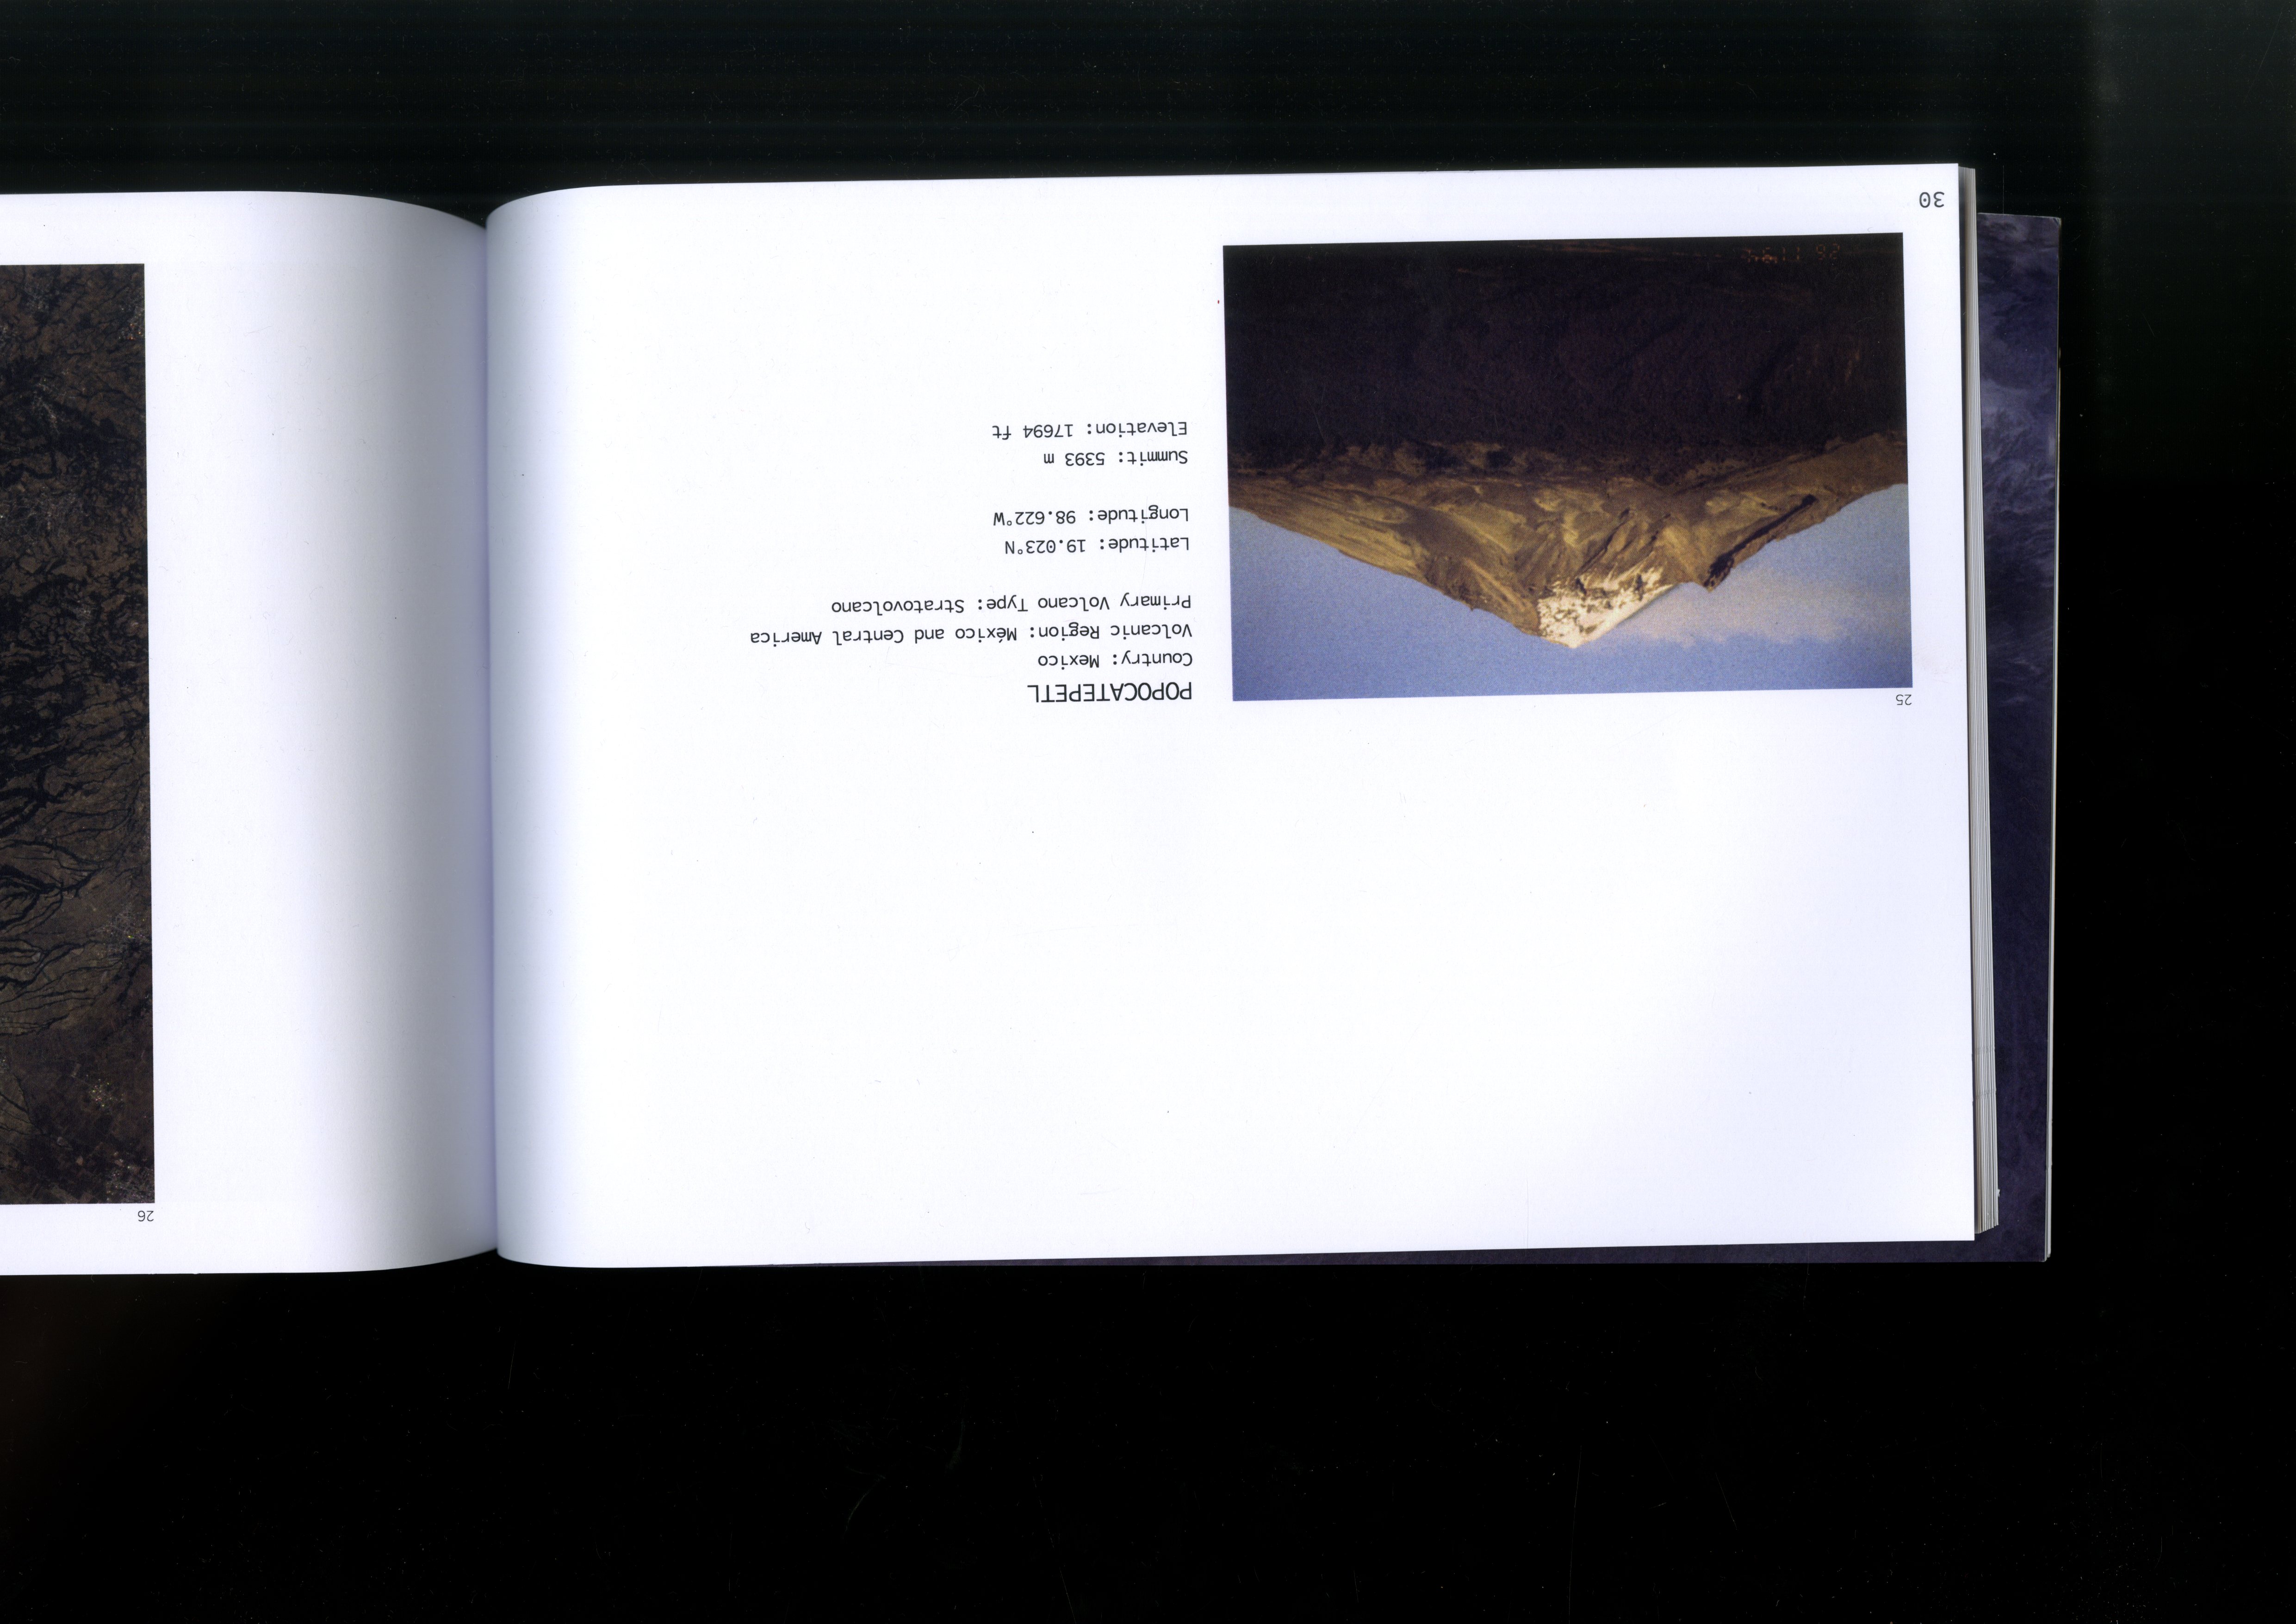 25
POPOCATEPETL
Country: Mexico
Volcanic Region: México and Central America
Primary Volcano Type: Stratovolcano
Latitude: 19.023°N
Longitude: 98.622°W
Summit: 5393 m
Elevation: 17694 ft
30
26